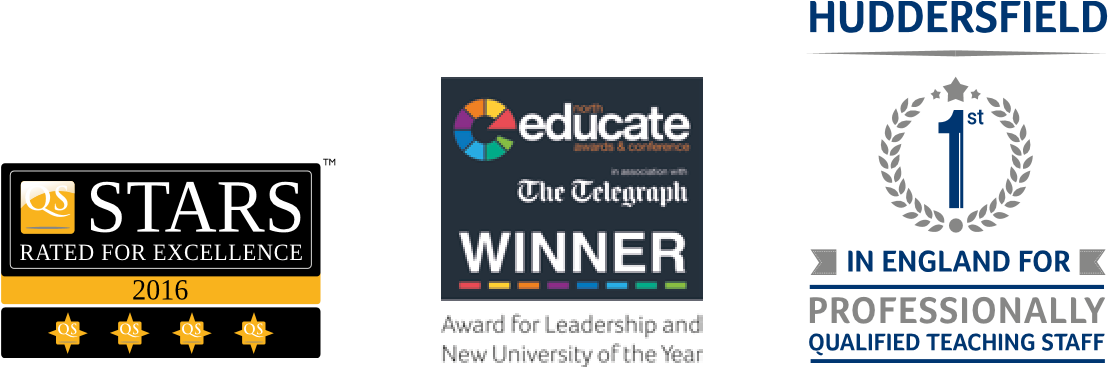 QS STARS ™
RATED FOR EXCELLENCE
2016
QS QS QS QS
north
educate
awards & conference
in association with
The Telegraph
WINNER
Award for Leadership and
New University of the Year
HUDDERSFIELD
1st
IN ENGLAND FOR
PROFESSIONALLY
QUALIFIED TEACHING STAFF